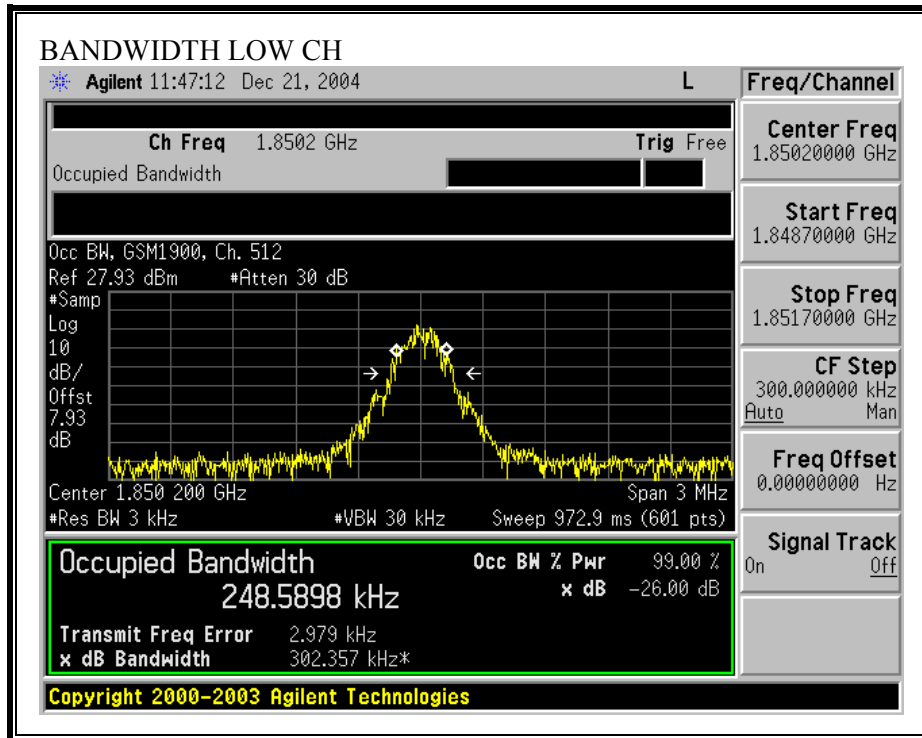 BANDWIDTH LOW CH
Agilent 11:47:12 Dec 21, 2004 L Freq/Channel
Ch Freq 1.8502 GHz Trig Free
Occupied Bandwidth
Center Freq
1.85020000 GHz
Start Freq
1.84870000 GHz
Stop Freq
1.85170000 GHz
CF Step
300.000000 kHz
Auto Man
Freq Offset
0.00000000 Hz
Signal Track
On Off
Occ BW, GSM1900, Ch. 512
Ref 27.93 dBm #Atten 30 dB
#Samp
Log
10
dB/
Offst
7.93
dB
Center 1.850 200 GHz Span 3 MHz
#Res BW 3 kHz #VBW 30 kHz Sweep 972.9 ms (601 pts)
Occupied Bandwidth Occ BW % Pwr 99.00 %
248.5898 kHz x dB -26.00 dB
Transmit Freq Error 2.979 kHz
x dB Bandwidth 302.357 kHz*
Copyright 2000-2003 Agilent Technologies